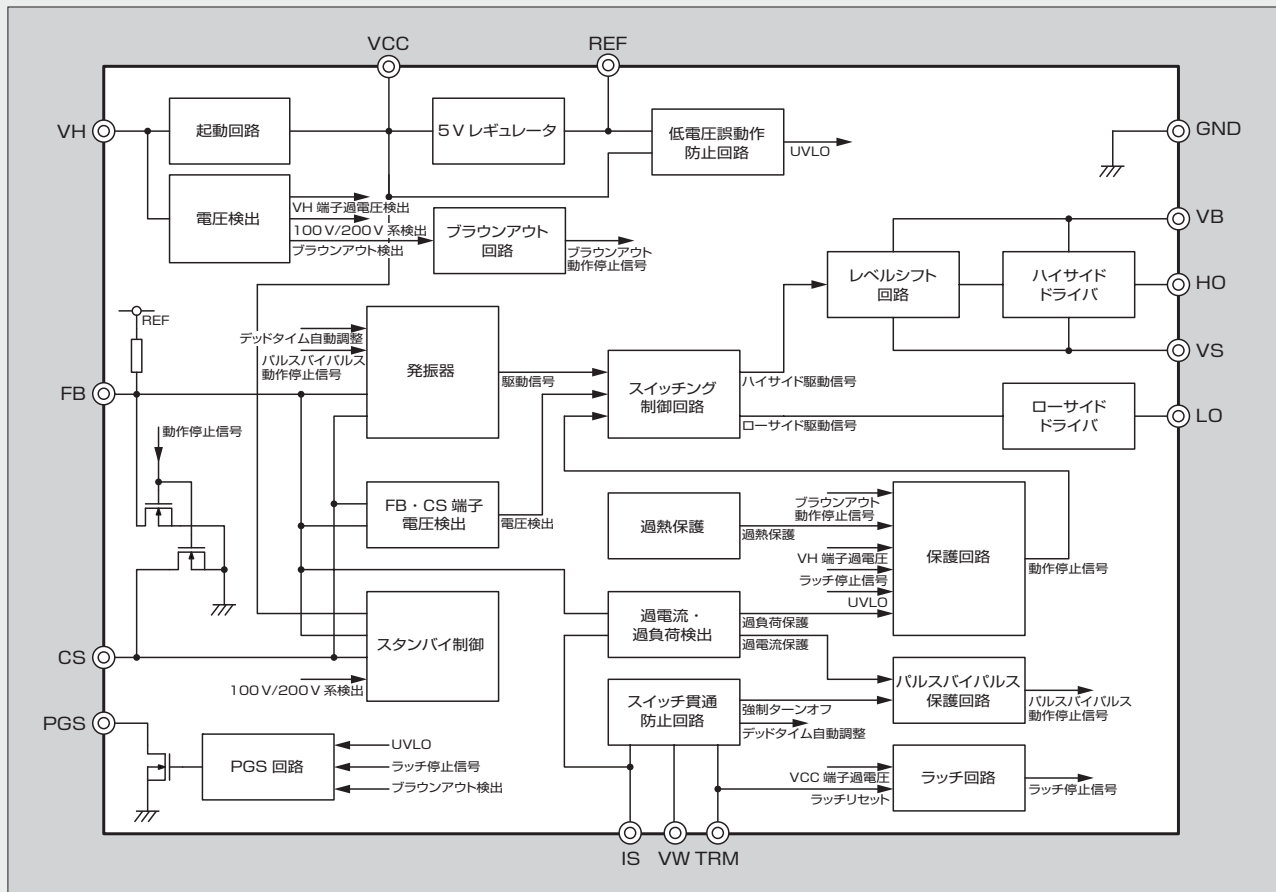 VCC
REF
VH
起動回路
5Vレギュレータ
低電圧誤動作
防止回路
UVLO
GND
電圧検出
VH端子過電圧検出
100V/200V系検出
ブラウンアウト検出
ブラウンアウト
回路
ブラウンアウト
動作停止信号
VB
レベルシフト
回路
ハイサイド
ドライバ
HO
VS
REF
デッドタイム自動調整
パルスバイパルス
動作停止信号
発振器
駆動信号
スイッチング
制御回路
ハイサイド駆動信号
ローサイド駆動信号
ローサイド
ドライバ
LO
FB
動作停止信号
FB・CS端子
電圧検出
電圧検出
過熱保護
過熱保護
ブラウンアウト
動作停止信号
VH端子過電圧
ラッチ停止信号
UVLO
保護回路
動作停止信号
過電流・
過負荷検出
過負荷保護
過電流保護
スタンバイ制御
100V/200V系検出
CS
スイッチ貫通
防止回路
強制ターンオフ
デッドタイム自動調整
パルスバイパルス
保護回路
パルスバイパルス
動作停止信号
PGS
PGS回路
UVLO
ラッチ停止信号
ブラウンアウト検出
VCC端子過電圧
ラッチリセット
ラッチ回路
ラッチ停止信号
IS
VW
TRM